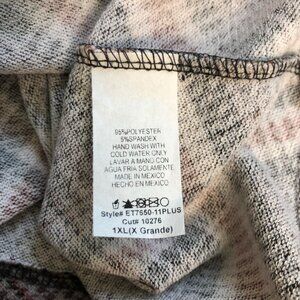 95%POLYESTER
5%SPANDEX
HAND WASH WITH
COLD WATER ONLY
LAVAR A MANO CON
AGUA FRIA SOLAMENTE
MADE IN MEXICO
HECHO EN MEXICO
Style# ET7650-11PLUS
Cut# 10276
1XL(X Grande)